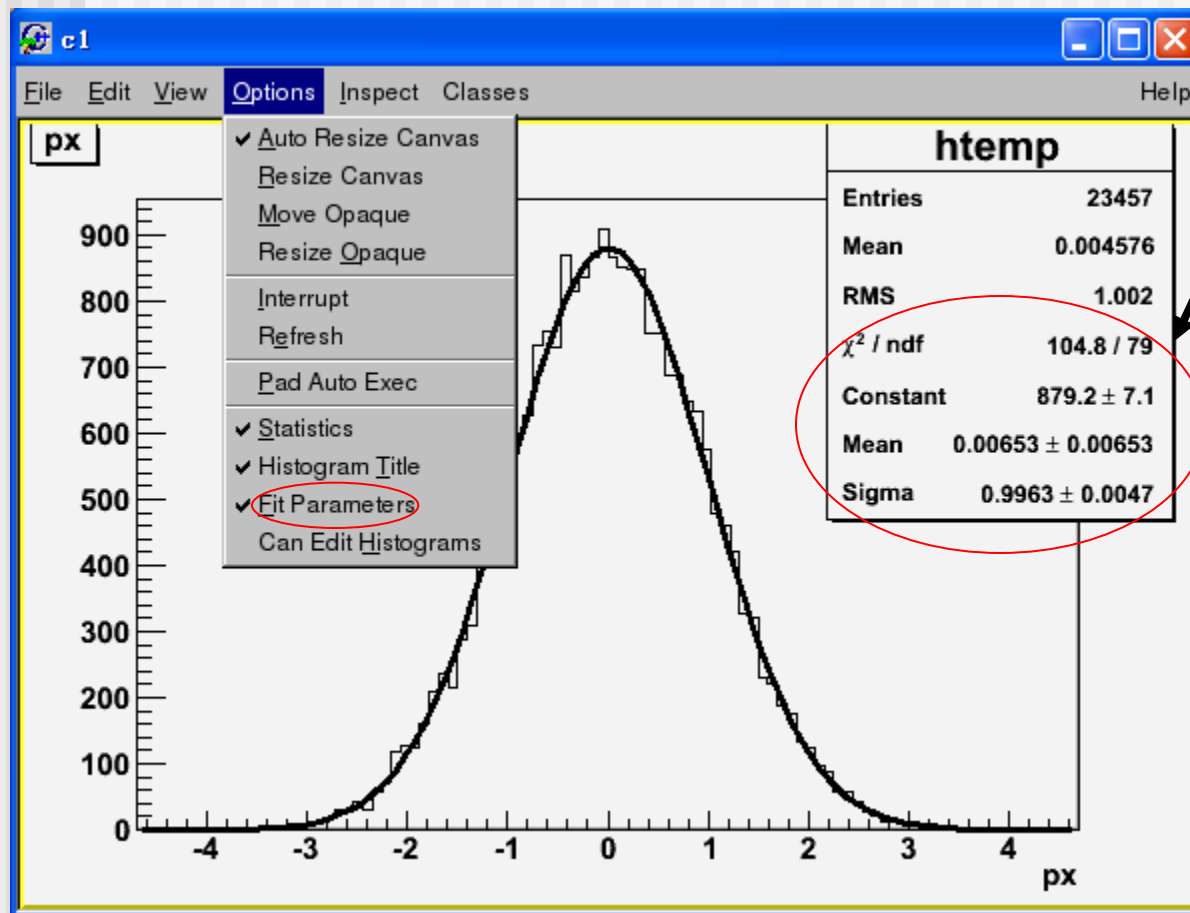 c1
File Edit View Options Inspect Classes Help
px
Auto Resize Canvas
Resize Canvas
Move Opaque
Resize Opaque
Interrupt
Refresh
Pad Auto Exec
Statistics
Histogram Title
Fit Parameters
Can Edit Histograms
htemp
Entries 23457
Mean 0.004576
RMS 1.002
χ² / ndf 104.8 / 79
Constant 879.2 ± 7.1
Mean 0.00653 ± 0.00653
Sigma 0.9963 ± 0.0047
900
800
700
600
500
400
300
200
100
0
-4 -3 -2 -1 0 1 2 3 4
px